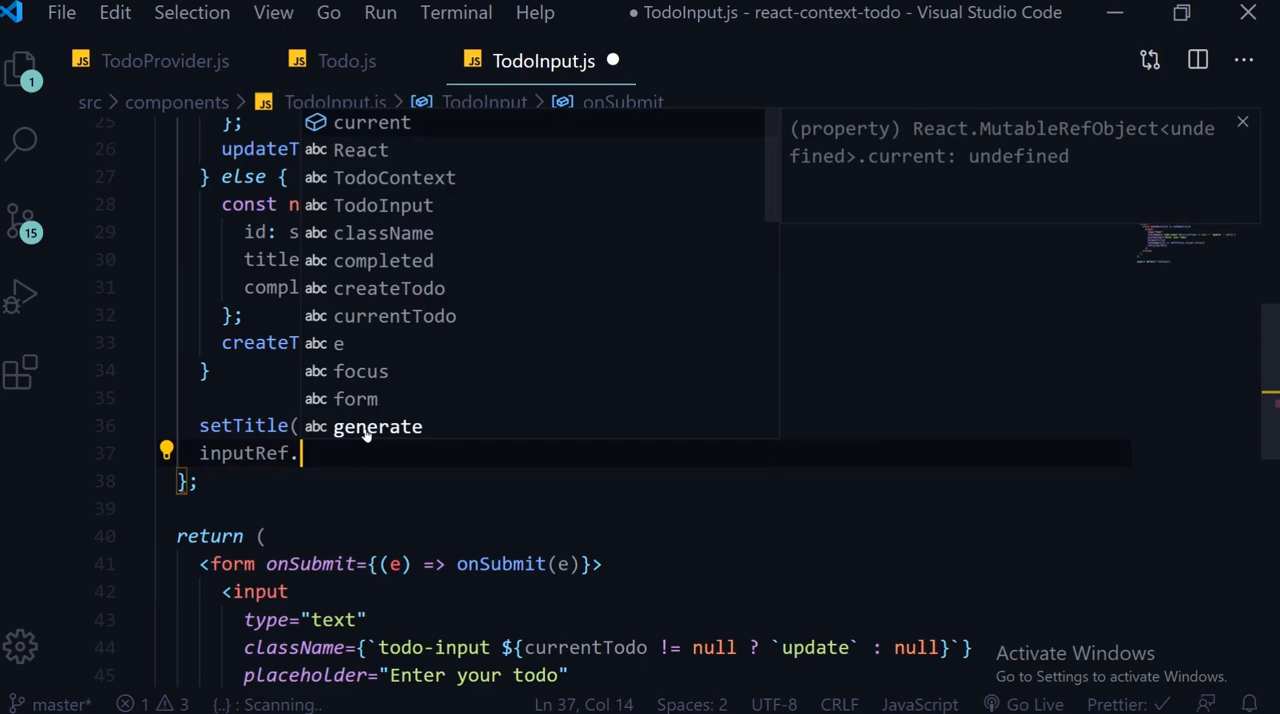 File Edit Selection View Go Run Terminal Help ● TodoInput.js - react-context-todo - Visual Studio Code
JS TodoProvider.js JS Todo.js JS TodoInput.js
src > components > JS TodoInput.js > TodoInput > onSubmit
1
15
25 };
26 updateT
27 } else {
28 const n
29 id: s
30 title
31 compl
32 };
33 createT
34 }
35
36 setTitle(
37 inputRef.
38 };
39
40 return (
41 <form onSubmit={(e) => onSubmit(e)}>
42 <input
43 type="text"
44 className={`todo-input ${currentTodo != null ? `update` : null}`}
45 placeholder="Enter your todo"
current
abc React
abc TodoContext
abc TodoInput
abc className
abc completed
abc createTodo
abc currentTodo
abc e
abc focus
abc form
abc generate
(property) React.MutableRefObject<unde
fined>.current: undefined
Activate Windows
Go to Settings to activate Windows.
master* 1 3 {..} : Scanning.. Ln 37, Col 14 Spaces: 2 UTF-8 CRLF JavaScript Go Live Prettier: ✓